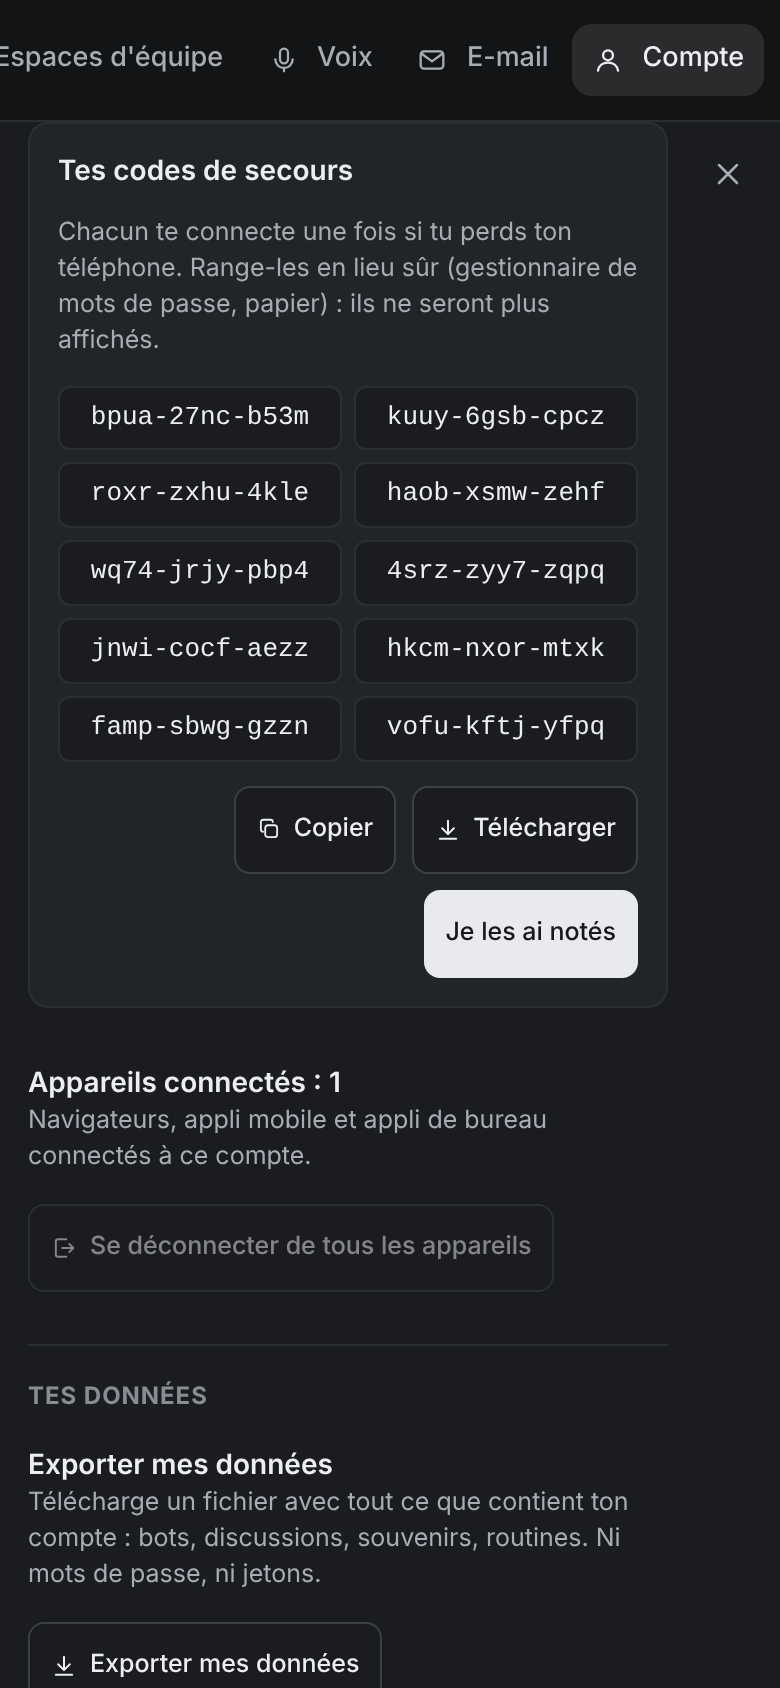 Espaces d'équipe
Voix
E-mail
Compte
Tes codes de secours
Chacun te connecte une fois si tu perds ton
téléphone. Range-les en lieu sûr (gestionnaire de
mots de passe, papier) : ils ne seront plus
affichés.
bpua-27nc-b53m
kuuy-6gsb-cpcz
roxr-zxhu-4kle
haob-xsmw-zehf
wq74-jrjy-pbp4
4srz-zyy7-zqpq
jnwi-cocf-aezz
hkcm-nxor-mtxk
famp-sbwg-gzzn
vofu-kftj-yfpq
Copier
Télécharger
Je les ai notés
Appareils connectés : 1
Navigateurs, appli mobile et appli de bureau
connectés à ce compte.
Se déconnecter de tous les appareils
TES DONNÉES
Exporter mes données
Télécharge un fichier avec tout ce que contient ton
compte : bots, discussions, souvenirs, routines. Ni
mots de passe, ni jetons.
Exporter mes données